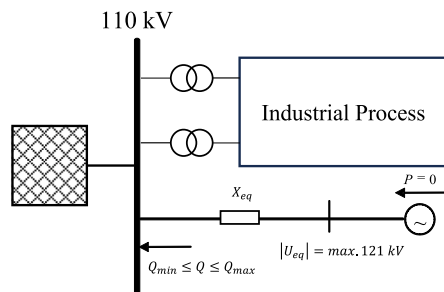 110 kV
Industrial Process
P = 0
X_eq
~
|U_eq| = max. 121 kV
Q_min ≤ Q ≤ Q_max